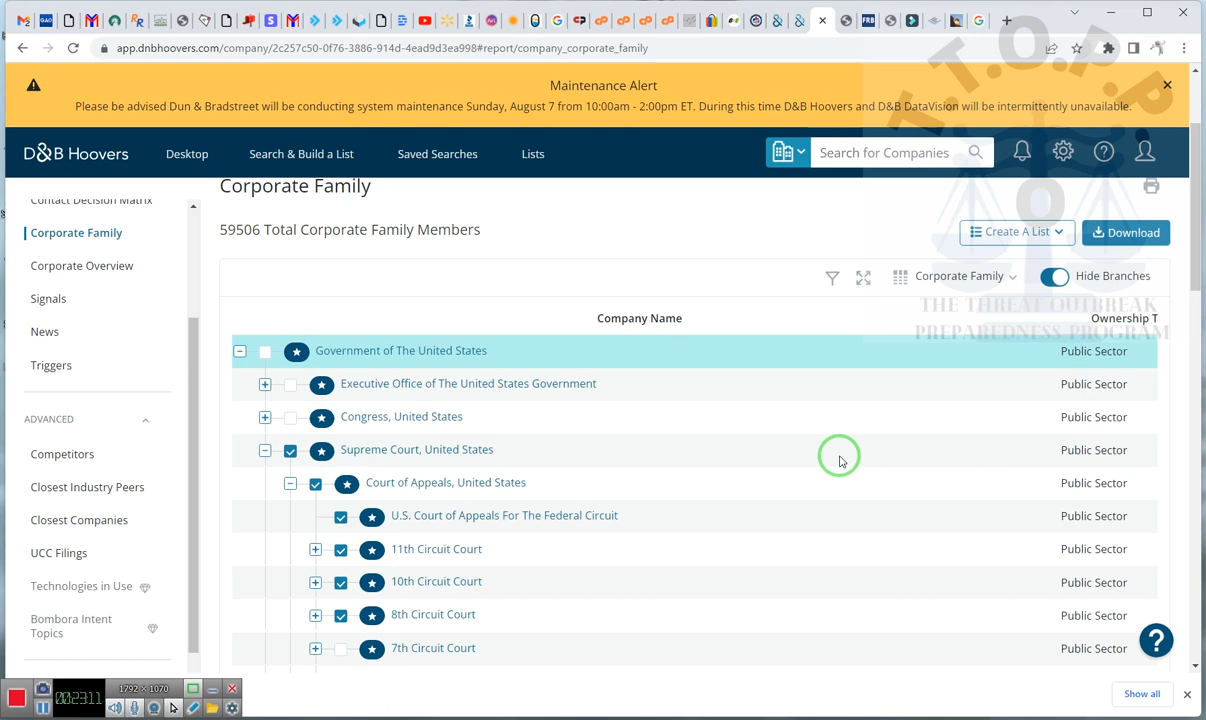 app.dnbhoovers.com/company/2c257c50-0f76-3886-914d-4ead9d3ea998#report/company_corporate_family
Maintenance Alert
Please be advised Dun & Bradstreet will be conducting system maintenance Sunday, August 7 from 10:00am - 2:00pm ET. During this time D&B Hoovers and D&B DataVision will be intermittently unavailable.
T.T.O.P.P
D&B Hoovers
Desktop
Search & Build a List
Saved Searches
Lists
Search for Companies
Contact Decision Matrix
Corporate Family
Corporate Overview
Signals
News
Triggers
ADVANCED
Competitors
Closest Industry Peers
Closest Companies
UCC Filings
Technologies in Use
Bombora Intent
Topics
Corporate Family
59506 Total Corporate Family Members
Create A List
Download
Corporate Family
Hide Branches
THE THREAT OUTBREAK
PREPAREDNESS PROGRAM
Company Name
Ownership T
Government of The United States
Public Sector
Executive Office of The United States Government
Public Sector
Congress, United States
Public Sector
Supreme Court, United States
Public Sector
Court of Appeals, United States
Public Sector
U.S. Court of Appeals For The Federal Circuit
Public Sector
11th Circuit Court
Public Sector
10th Circuit Court
Public Sector
8th Circuit Court
Public Sector
7th Circuit Court
Public Sector
?
1792 × 1070
Show all